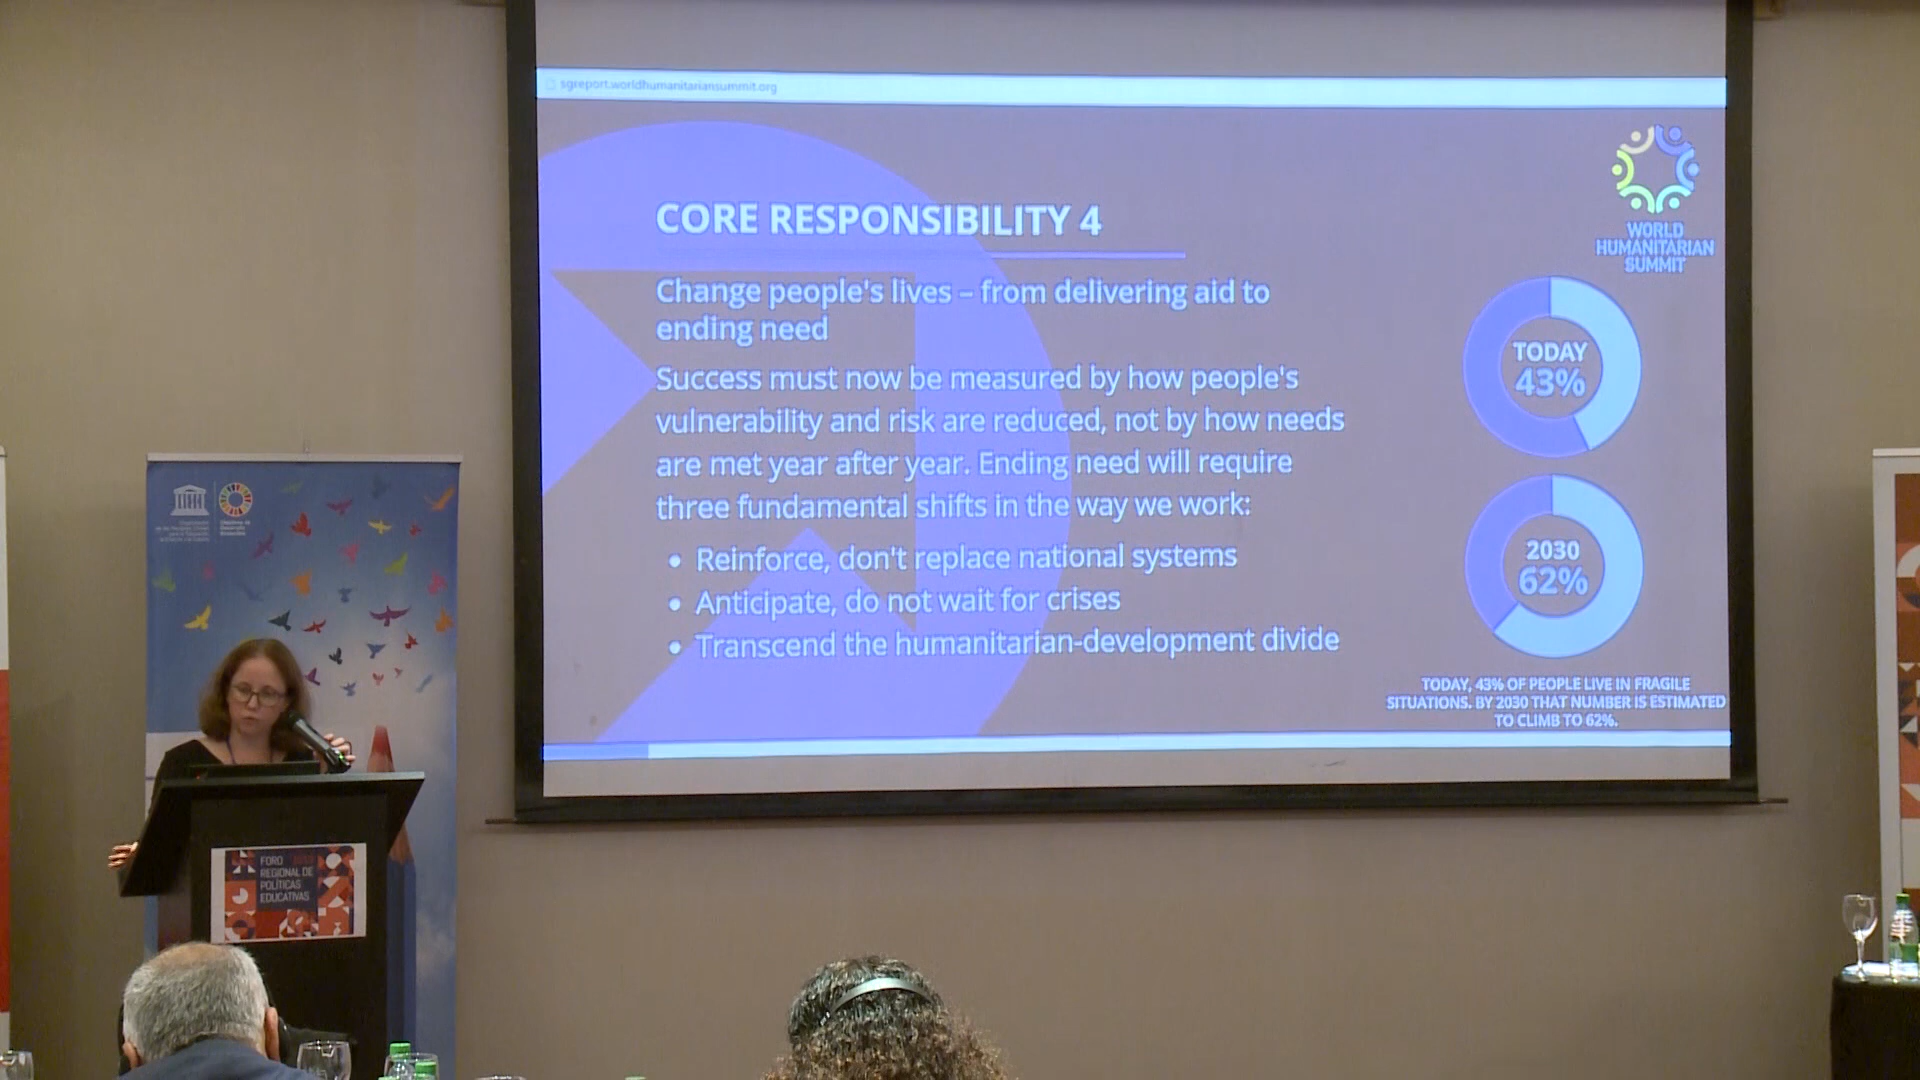 sgreport.worldhumanitariansummit.org
WORLD
HUMANITARIAN
SUMMIT
CORE RESPONSIBILITY 4
Change people's lives – from delivering aid to
ending need
Success must now be measured by how people's
vulnerability and risk are reduced, not by how needs
are met year after year. Ending need will require
three fundamental shifts in the way we work:
• Reinforce, don't replace national systems
• Anticipate, do not wait for crises
• Transcend the humanitarian-development divide
TODAY
43%
2030
62%
TODAY, 43% OF PEOPLE LIVE IN FRAGILE
SITUATIONS. BY 2030 THAT NUMBER IS ESTIMATED
TO CLIMB TO 62%.
FORO
REGIONAL DE
POLÍTICAS
EDUCATIVAS